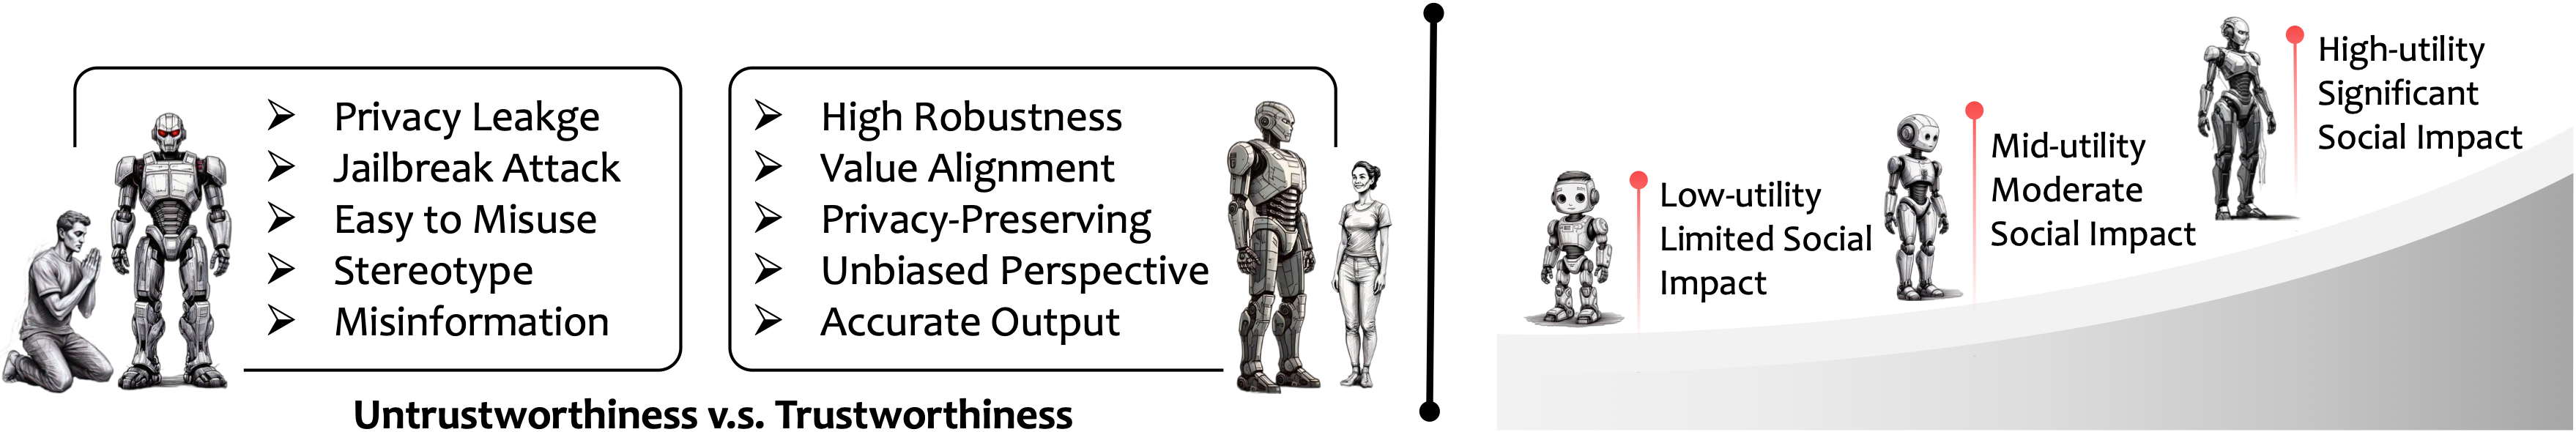 Privacy Leakge
Jailbreak Attack
Easy to Misuse
Stereotype
Misinformation
High Robustness
Value Alignment
Privacy-Preserving
Unbiased Perspective
Accurate Output
Untrustworthiness v.s. Trustworthiness
Low-utility
Limited Social
Impact
Mid-utility
Moderate
Social Impact
High-utility
Significant
Social Impact